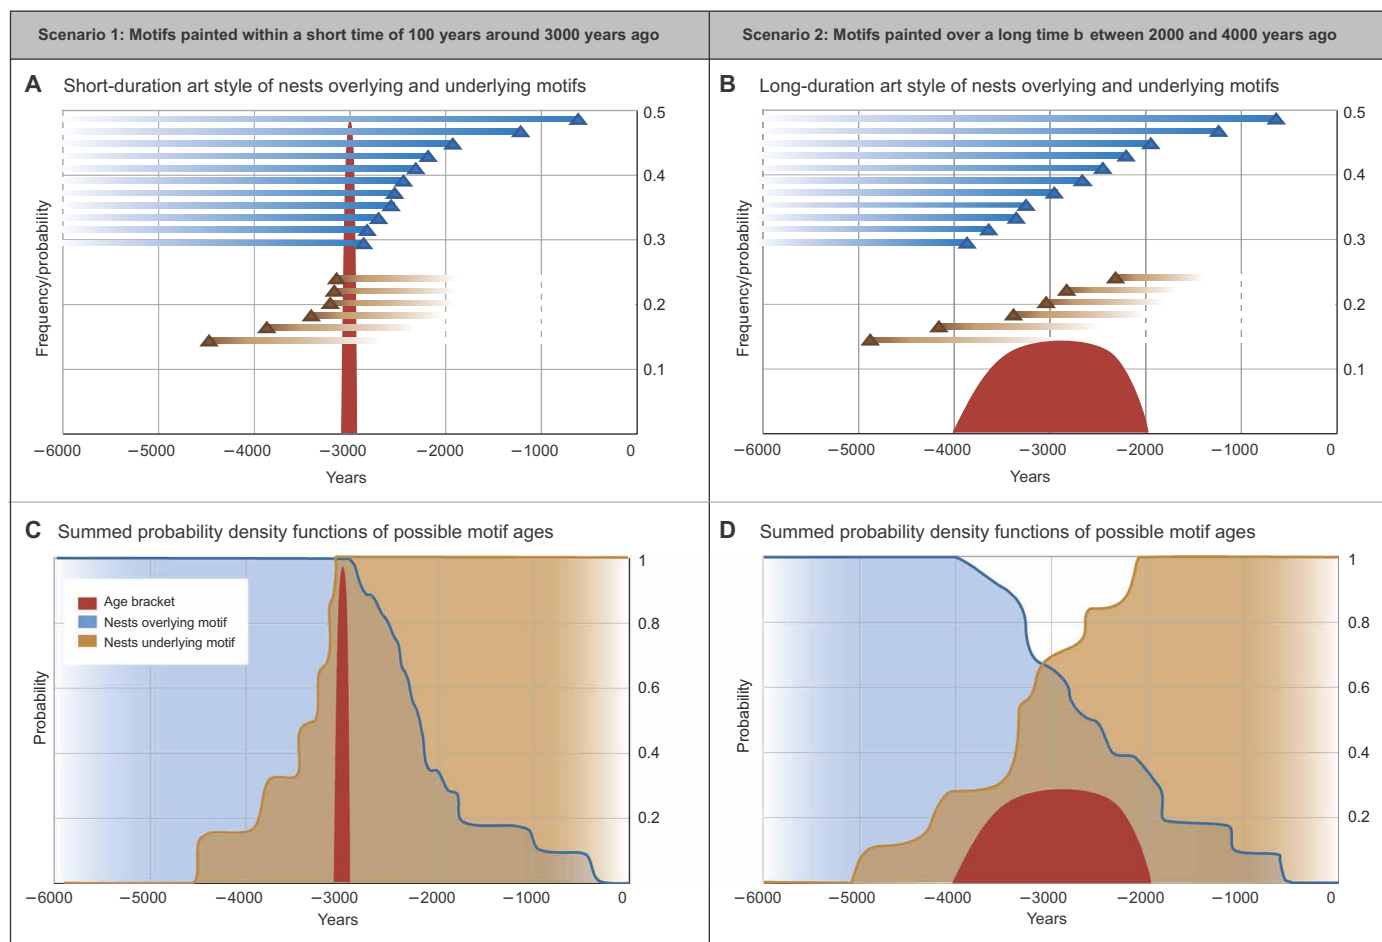 Scenario 1: Motifs painted within a short time of 100 years around 3000 years ago
Scenario 2: Motifs painted over a long time b etween 2000 and 4000 years ago
A Short-duration art style of nests overlying and underlying motifs
0.5
0.4
0.3
0.2
0.1
Frequency/probability
−6000 −5000 −4000 −3000 −2000 −1000 0
Years
B Long-duration art style of nests overlying and underlying motifs
0.5
0.4
0.3
0.2
0.1
Frequency/probability
−6000 −5000 −4000 −3000 −2000 −1000 0
Years
C Summed probability density functions of possible motif ages
Age bracket
Nests overlying motif
Nests underlying motif
1
0.8
0.6
0.4
0.2
Probability
−6000 −5000 −4000 −3000 −2000 −1000 0
Years
D Summed probability density functions of possible motif ages
1
0.8
0.6
0.4
0.2
Probability
−6000 −5000 −4000 −3000 −2000 −1000 0
Years